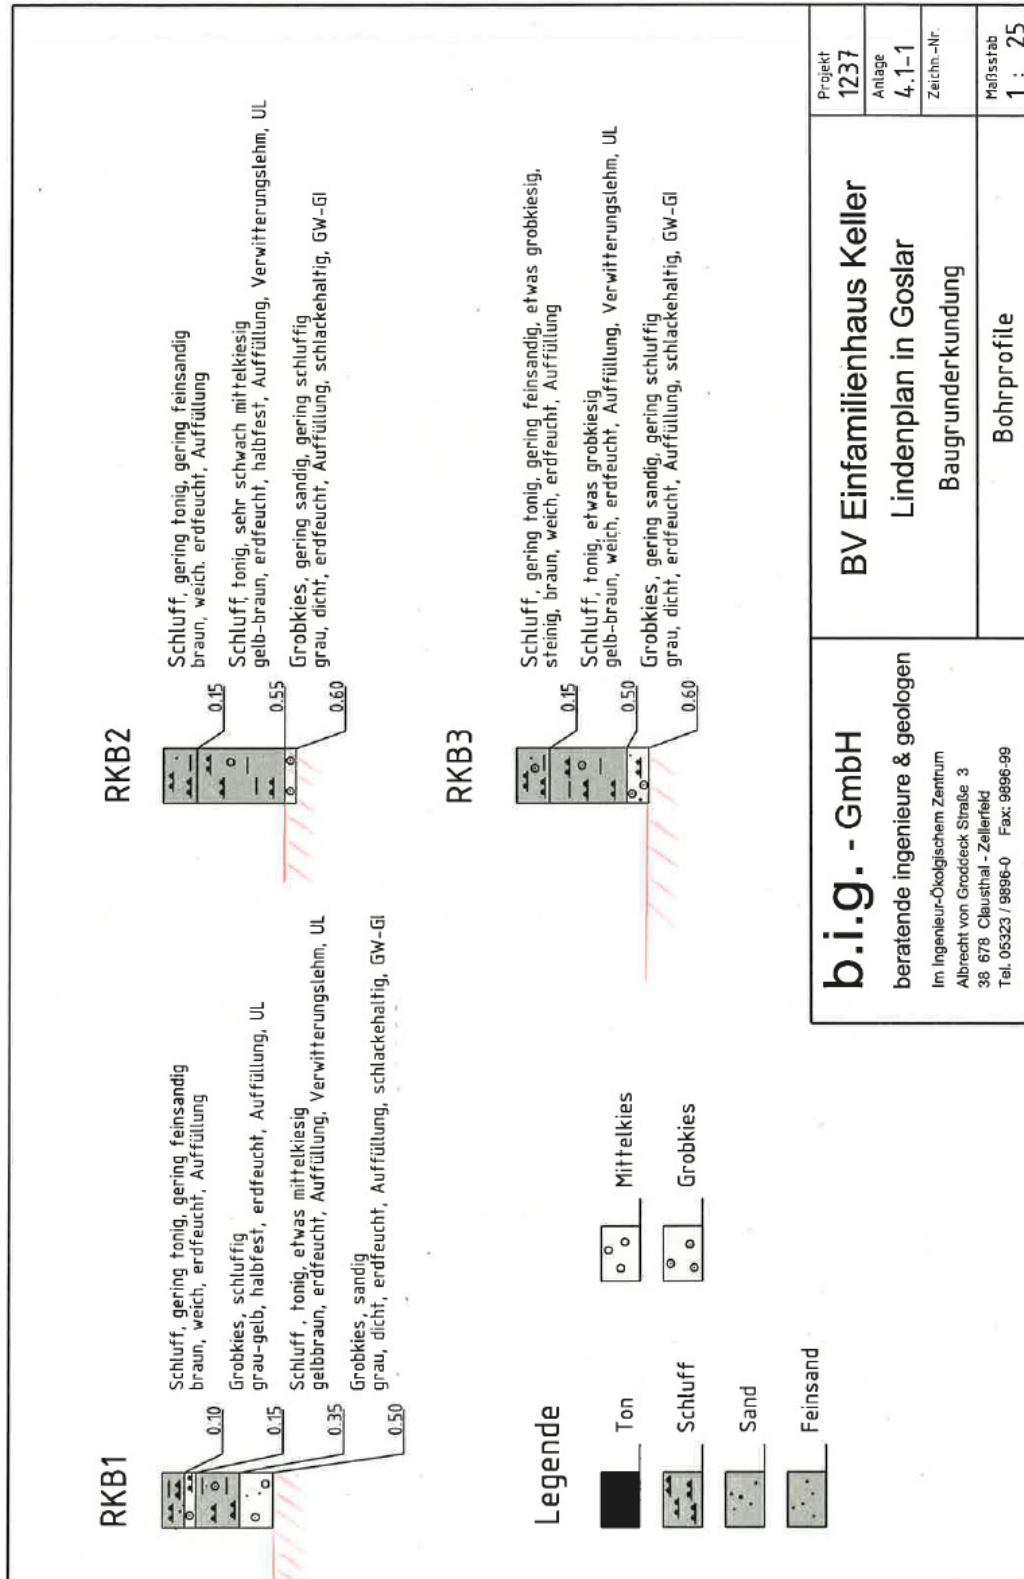 RKB1
Schluff, gering tonig, gering feinsandig
braun, weich, erdfeucht, Auffüllung
0.10
Grobkies, schluffig
grau-gelb, halbfest, erdfeucht, Auffüllung, UL
0.15
Schluff , tonig, etwas mittelkiesig
gelbbraun, erdfeucht, Auffüllung, Verwitterungslehm, UL
0.35
Grobkies, sandig
grau, dicht, erdfeucht, Auffüllung, schlackehaltig, GW-GI
0.50
RKB2
Schluff, gering tonig, gering feinsandig
braun, weich. erdfeucht, Auffüllung
0.15
Schluff, tonig, sehr schwach mittelkiesig
gelb-braun, erdfeucht, halbfest, Auffüllung, Verwitterungslehm, UL
0.55
Grobkies, gering sandig, gering schluffig
grau, dicht, erdfeucht, Auffüllung, schlackehaltig, GW-GI
0.60
RKB3
Schluff, gering tonig, gering feinsandig, etwas grobkiesig,
steinig, braun, weich, erdfeucht, Auffüllung
0.15
Schluff, tonig, etwas grobkiesig
gelb-braun, weich, erdfeucht, Auffüllung, Verwitterungslehm, UL
0.50
Grobkies, gering sandig, gering schluffig
grau, dicht, erdfeucht, Auffüllung, schlackehaltig, GW-GI
0.60
Legende
Ton
Schluff
Sand
Feinsand
Mittelkies
Grobkies
b.i.g. - GmbH
beratende ingenieure & geologen
Im Ingenieur-Ökolgischem Zentrum
Albrecht von Groddeck Straße 3
38 678 Clausthal - Zellerfeld
Tel. 05323 / 9896-0 Fax: 9896-99
BV Einfamilienhaus Keller
Lindenplan in Goslar
Baugrunderkundung
Bohrprofile
Projekt
1237
Anlage
4.1-1
Zeichn.-Nr.
Maßsstab
1 : 25